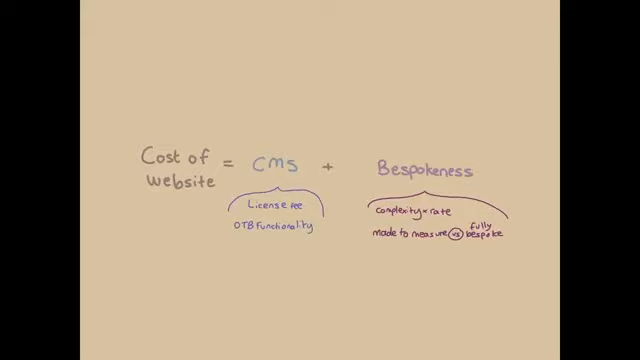 Cost of website = CMS + Bespokeness
License fee
OTB Functionality
Complexity × rate
made to measure vs fully bespoke